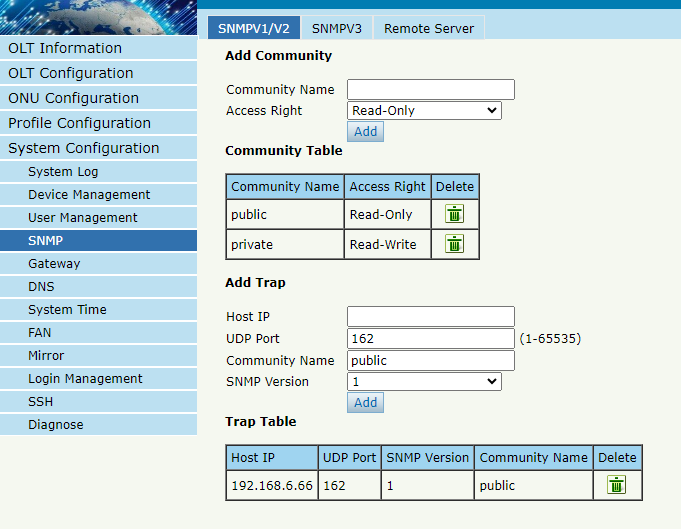 SNMPV1/V2 SNMPV3 Remote Server
OLT Information
OLT Configuration
ONU Configuration
Profile Configuration
System Configuration
System Log
Device Management
User Management
SNMP
Gateway
DNS
System Time
FAN
Mirror
Login Management
SSH
Diagnose
Add Community
Community Name
Access Right Read-Only
Add
Community Table
Community Name Access Right Delete
public Read-Only
private Read-Write
Add Trap
Host IP
UDP Port 162 (1-65535)
Community Name public
SNMP Version 1
Add
Trap Table
Host IP UDP Port SNMP Version Community Name Delete
192.168.6.66 162 1 public